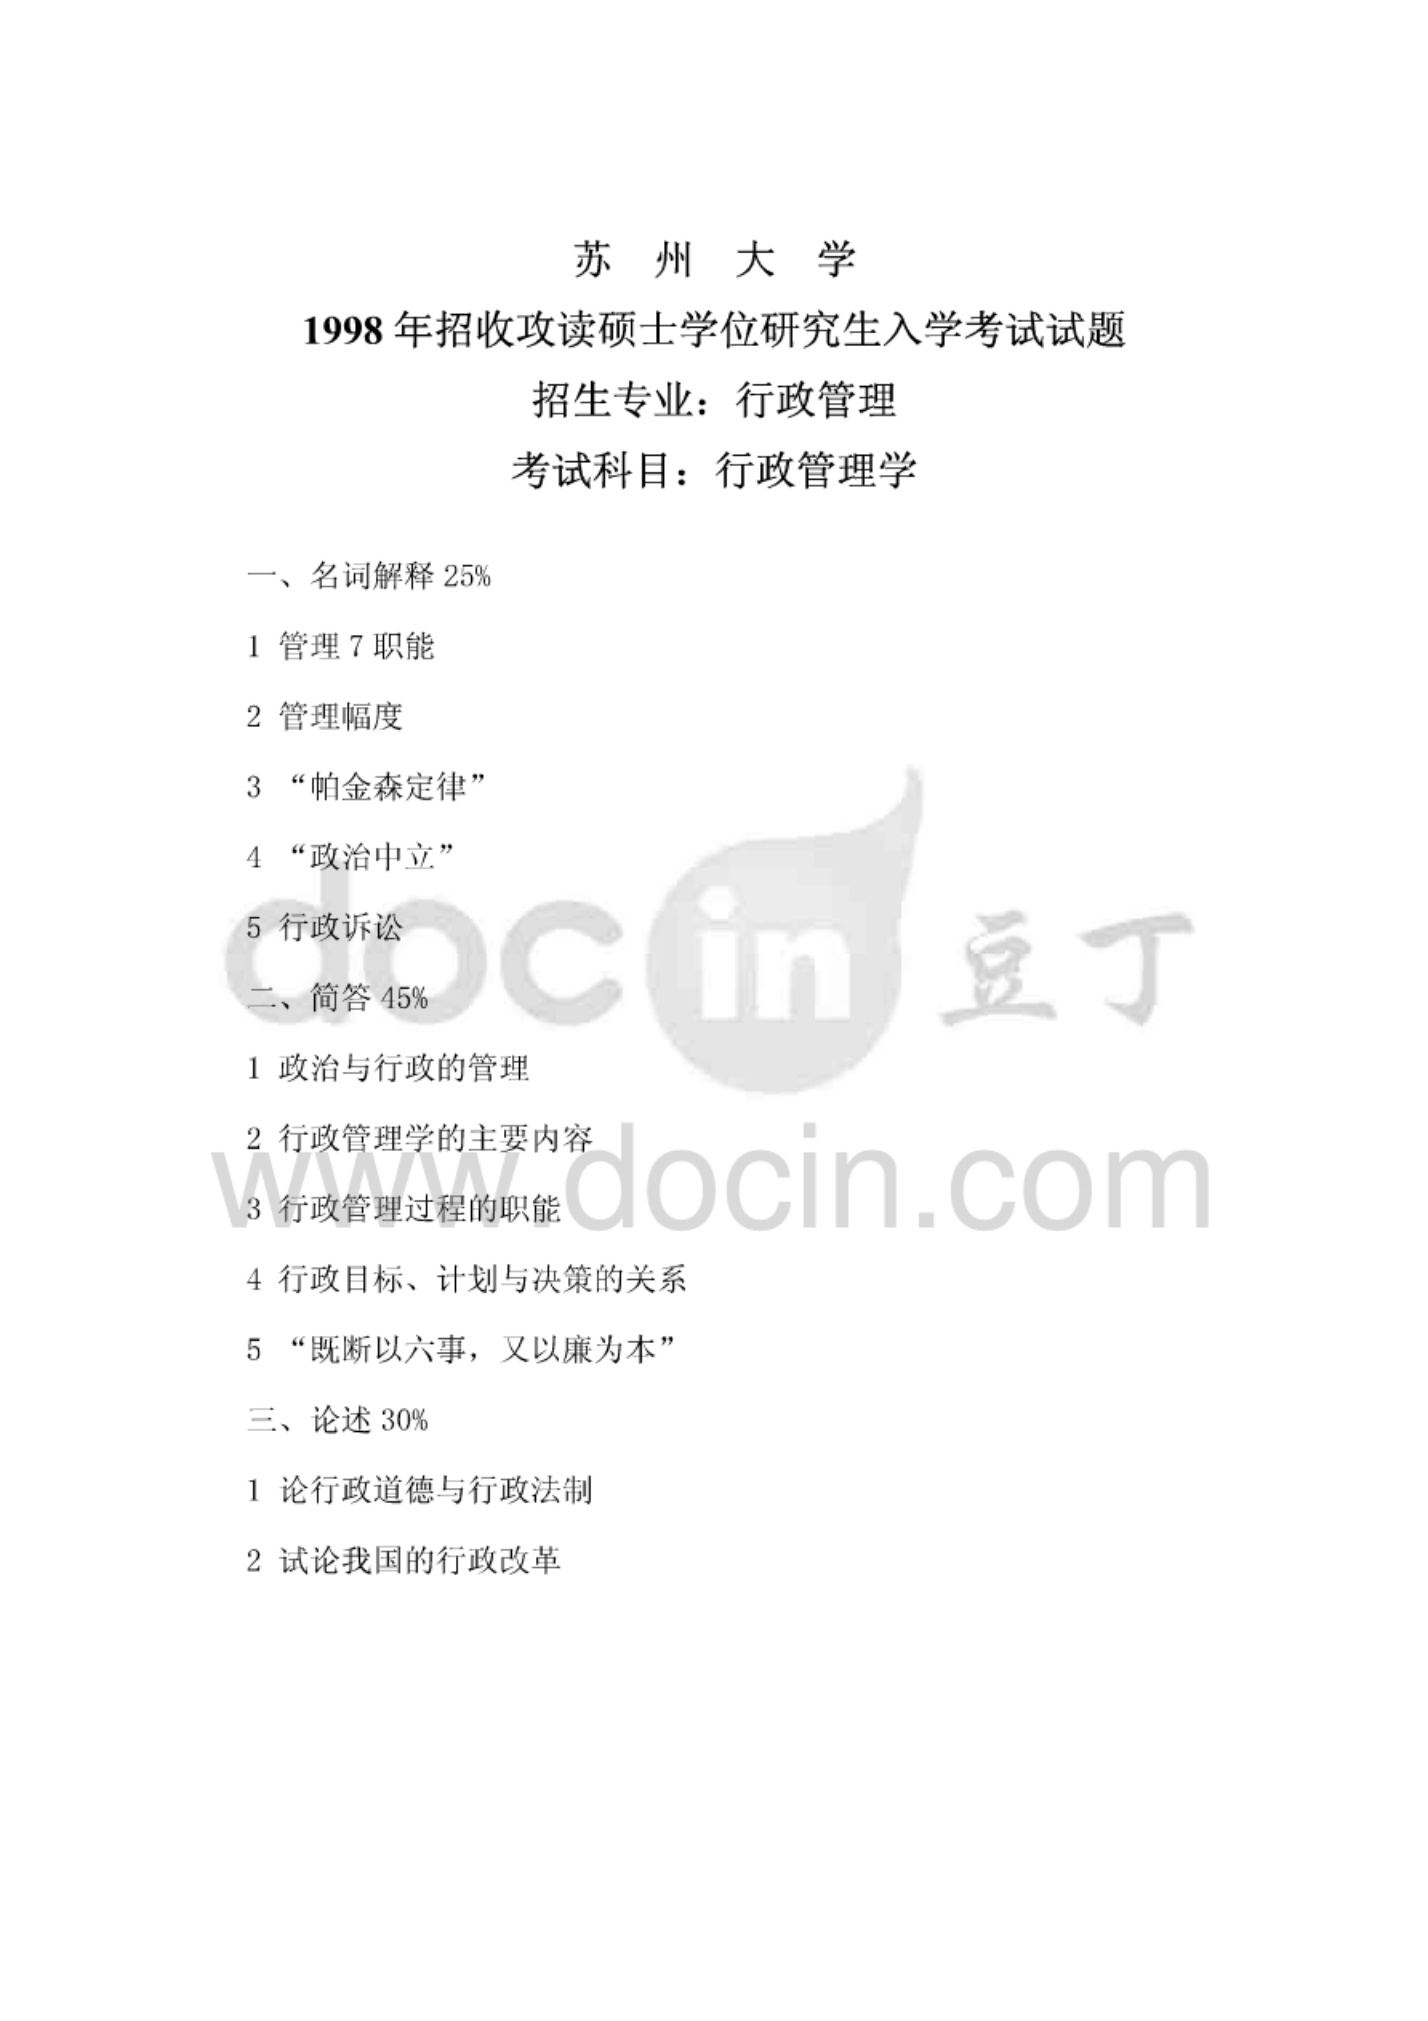 苏 州 大 学
1998 年招收攻读硕士学位研究生入学考试试题
招生专业：行政管理
考试科目：行政管理学
一、名词解释 25%
1 管理 7 职能
2 管理幅度
3 “帕金森定律”
4 “政治中立”
5 行政诉讼
二、简答 45%
1 政治与行政的管理
2 行政管理学的主要内容
3 行政管理过程的职能
4 行政目标、计划与决策的关系
5 “既断以六事，又以廉为本”
三、论述 30%
1 论行政道德与行政法制
2 试论我国的行政改革
docin 豆丁
www.docin.com